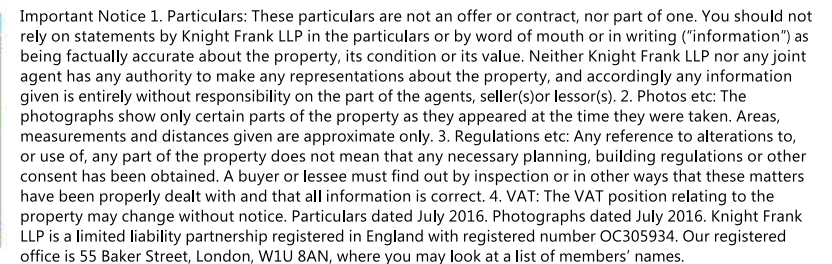 Important Notice 1. Particulars: These particulars are not an offer or contract, nor part of one. You should not
rely on statements by Knight Frank LLP in the particulars or by word of mouth or in writing (“information”) as
being factually accurate about the property, its condition or its value. Neither Knight Frank LLP nor any joint
agent has any authority to make any representations about the property, and accordingly any information
given is entirely without responsibility on the part of the agents, seller(s)or lessor(s). 2. Photos etc: The
photographs show only certain parts of the property as they appeared at the time they were taken. Areas,
measurements and distances given are approximate only. 3. Regulations etc: Any reference to alterations to,
or use of, any part of the property does not mean that any necessary planning, building regulations or other
consent has been obtained. A buyer or lessee must find out by inspection or in other ways that these matters
have been properly dealt with and that all information is correct. 4. VAT: The VAT position relating to the
property may change without notice. Particulars dated July 2016. Photographs dated July 2016. Knight Frank
LLP is a limited liability partnership registered in England with registered number OC305934. Our registered
office is 55 Baker Street, London, W1U 8AN, where you may look at a list of members’ names.